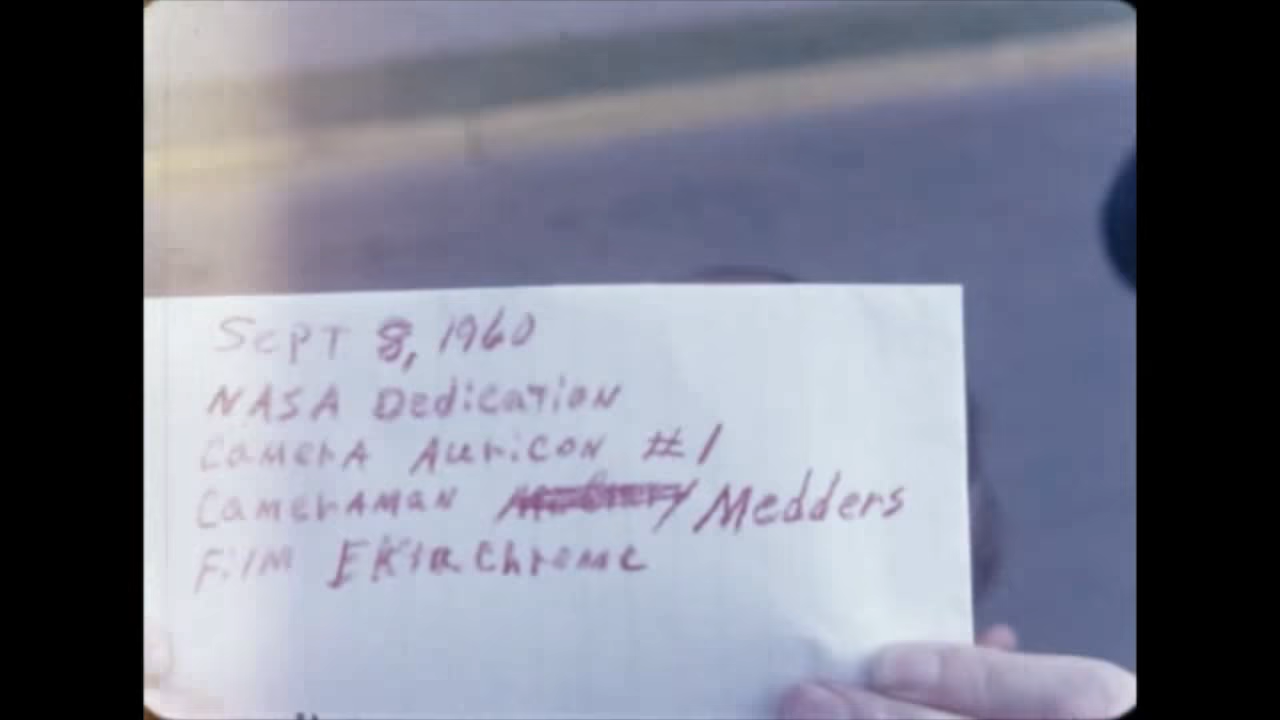 Sept 8, 1960
NASA Dedication
Camera Auricon #1
Cameraman Medders
Film Ektachrome